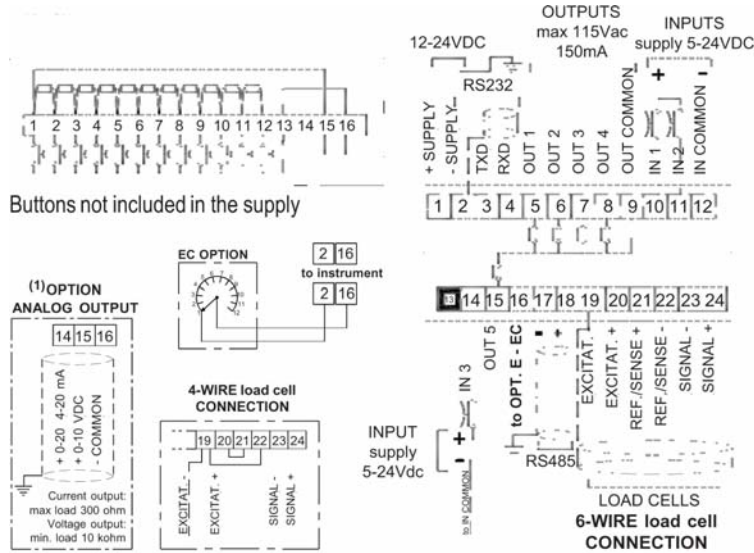 1 2 3 4 5 6 7 8 9 10 11 12 13 14 15 16
Buttons not included in the supply
EC OPTION
2 16
to instrument
2 16
(1)OPTION
ANALOG OUTPUT
14 15 16
+ 0-20 4-20 mA
+ 0-10 VDC
- COMMON
Current output:
max load 300 ohm
Voltage output:
min. load 10 kohm
4-WIRE load cell
CONNECTION
19 20 21 22 23 24
EXCITAT. -
EXCITAT. +
SIGNAL -
SIGNAL +
12-24VDC
RS232
OUTPUTS
max 115Vac
150mA
INPUTS
supply 5-24VDC
+ -
+ SUPPLY
- SUPPLY
TXD
RXD
OUT 1
OUT 2
OUT 3
OUT 4
OUT COMMON
IN 1
IN 2
IN COMMON
1 2 3 4 5 6 7 8 9 10 11 12
13 14 15 16 17 18 19 20 21 22 23 24
IN 3
OUT 5
to OPT. E - EC
- +
EXCITAT. -
EXCITAT. +
REF./SENSE +
REF./SENSE -
SIGNAL -
SIGNAL +
INPUT
supply
5-24Vdc
+
-
to IN COMMON
RS485
LOAD CELLS
6-WIRE load cell
CONNECTION